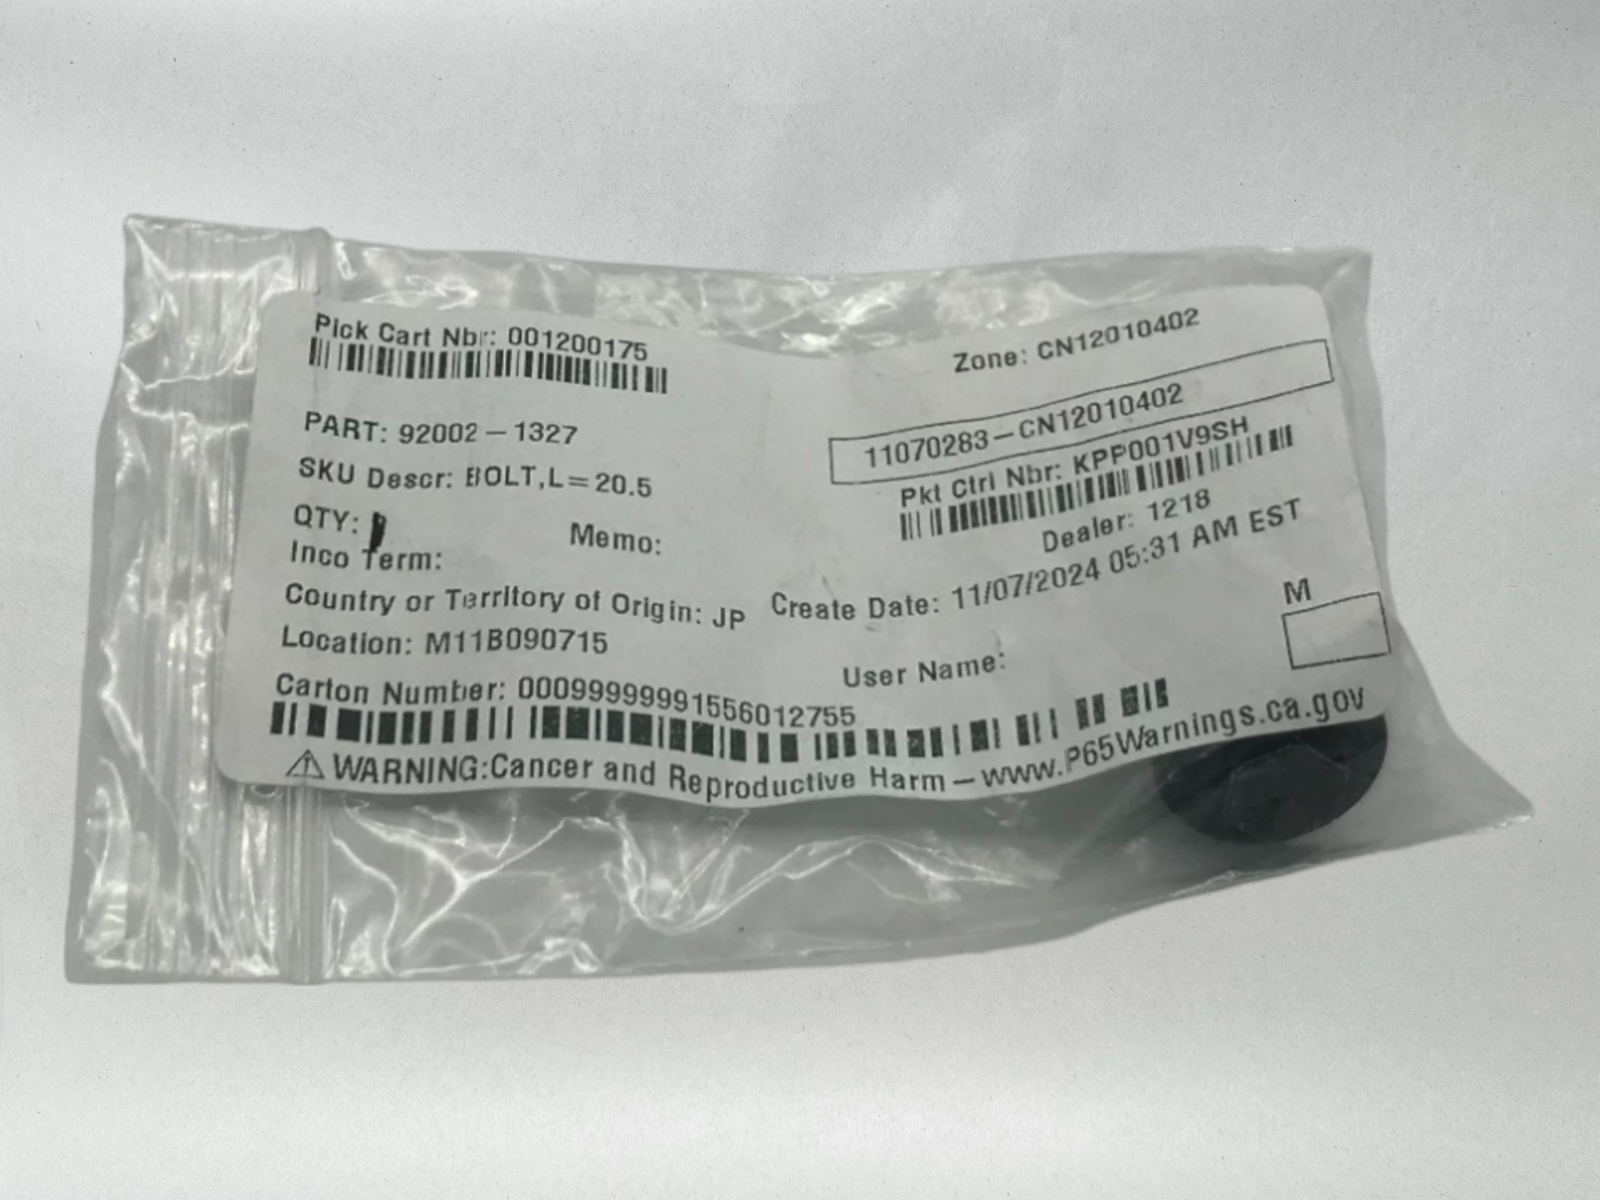 Pick Cart Nbr: 001200175
Zone: CN12010402
11070283-CN12010402
PART: 92002-1327
Pkt Ctrl Nbr: KPP001V9SH
SKU Descr: BOLT,L=20.5
Dealer: 1218
QTY:
Memo:
Inco Term:
Create Date: 11/07/2024 05:31 AM EST
Country or Territory of Origin: JP
M
Location: M11B090715
User Name:
Carton Number: 00099999991556012755
⚠ WARNING:Cancer and Reproductive Harm-www.P65Warnings.ca.gov